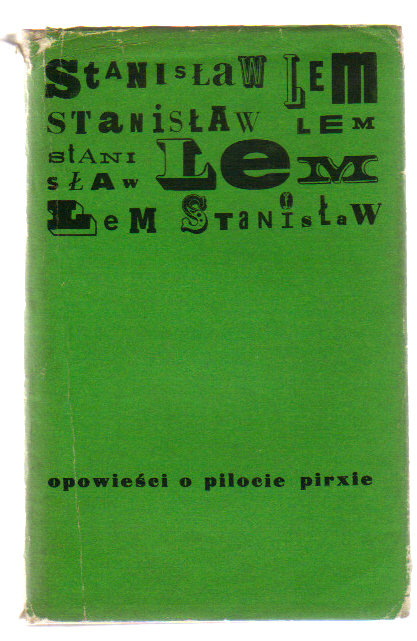 StANIsŁaW LEM
STaNiSŁAW LEM
StANI
sŁAw LeM
LeM STaNIsŁaW
opowieści o pilocie pirxie